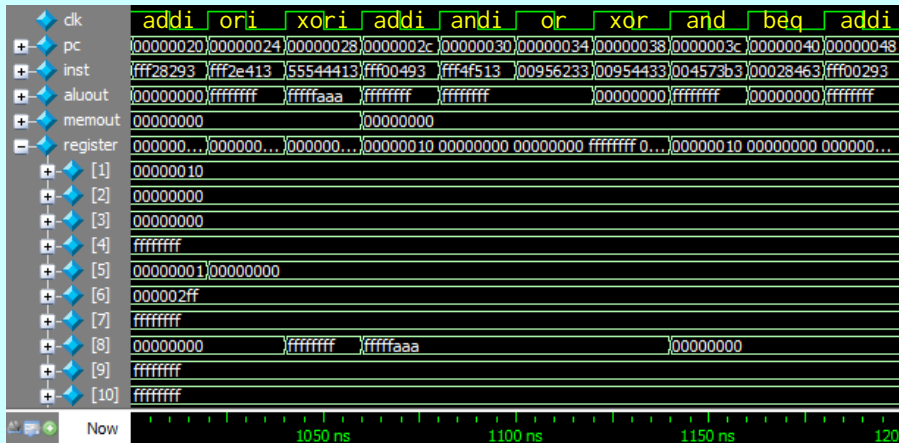 clk addi ori xori addi andi or xor and beq addi
pc 00000020 00000024 00000028 0000002c 00000030 00000034 00000038 0000003c 00000040 00000048
inst fff28293 fff2e413 55544413 fff00493 fff4f513 00956233 00954433 004573b3 00028463 fff00293
aluout 00000000 ffffffff fffffaaa ffffffff ffffffff 00000000 ffffffff 00000000 ffffffff
memout 00000000 00000000
register 000000... 000000... 000000... 00000010 00000000 00000000 ffffffff 0... 00000010 00000000 000000...
[1] 00000010
[2] 00000000
[3] 00000000
[4] ffffffff
[5] 00000001 00000000
[6] 000002ff
[7] ffffffff
[8] 00000000 ffffffff fffffaaa 00000000
[9] ffffffff
[10] ffffffff
Now 1050 ns 1100 ns 1150 ns 120